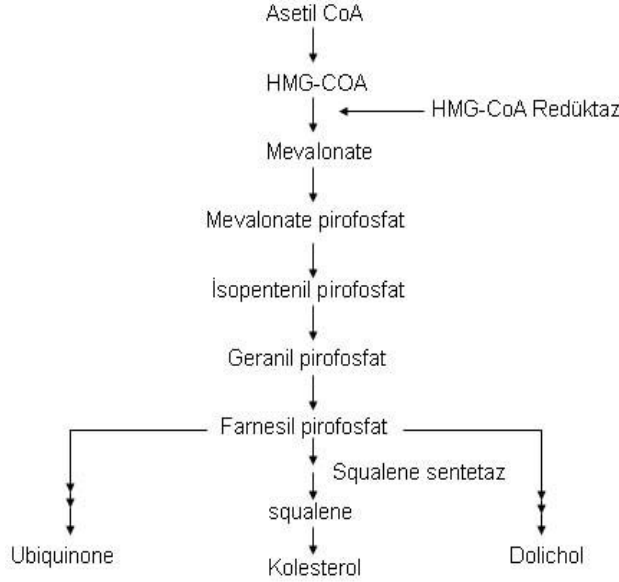 Asetil CoA
HMG-COA
HMG-CoA Redüktaz
Mevalonate
Mevalonate pirofosfat
İsopentenil pirofosfat
Geranil pirofosfat
Farnesil pirofosfat
Squalene sentetaz
squalene
Ubiquinone
Kolesterol
Dolichol